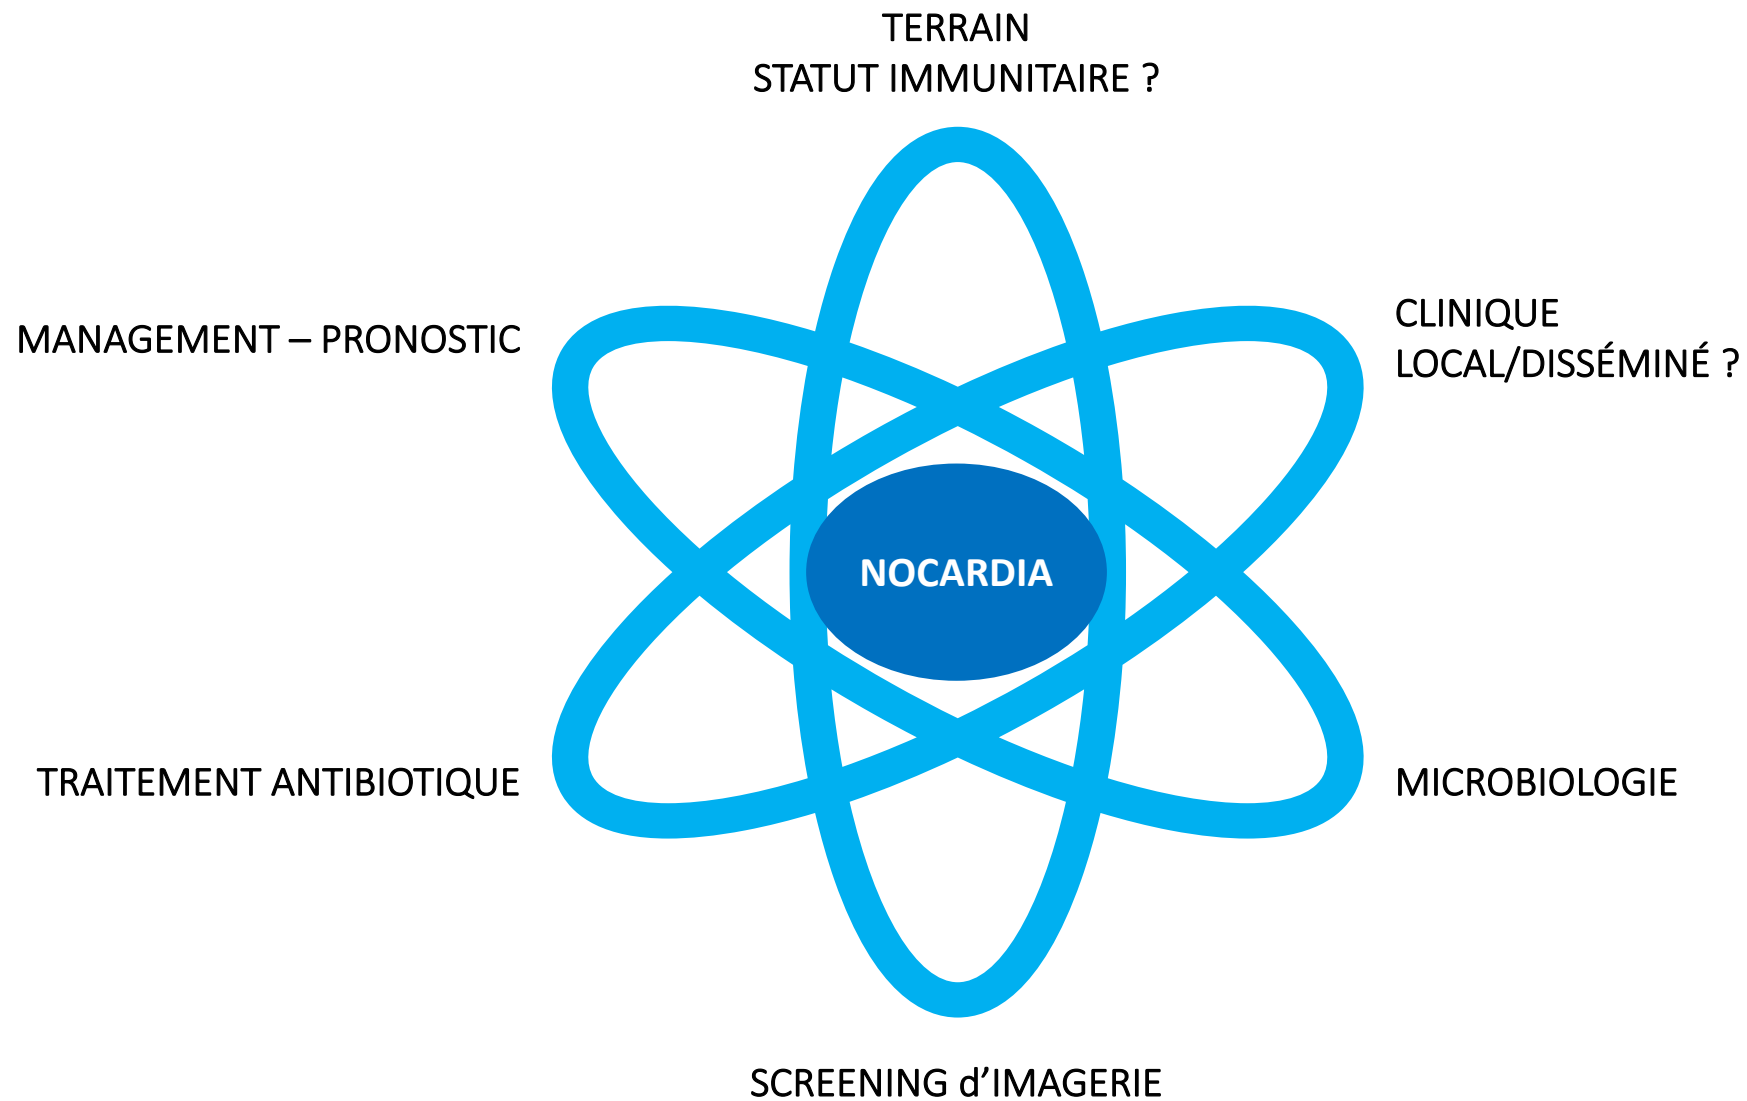 TERRAIN
STATUT IMMUNITAIRE ?
CLINIQUE
LOCAL/DISSÉMINÉ ?
MANAGEMENT – PRONOSTIC
NOCARDIA
TRAITEMENT ANTIBIOTIQUE
MICROBIOLOGIE
SCREENING d’IMAGERIE